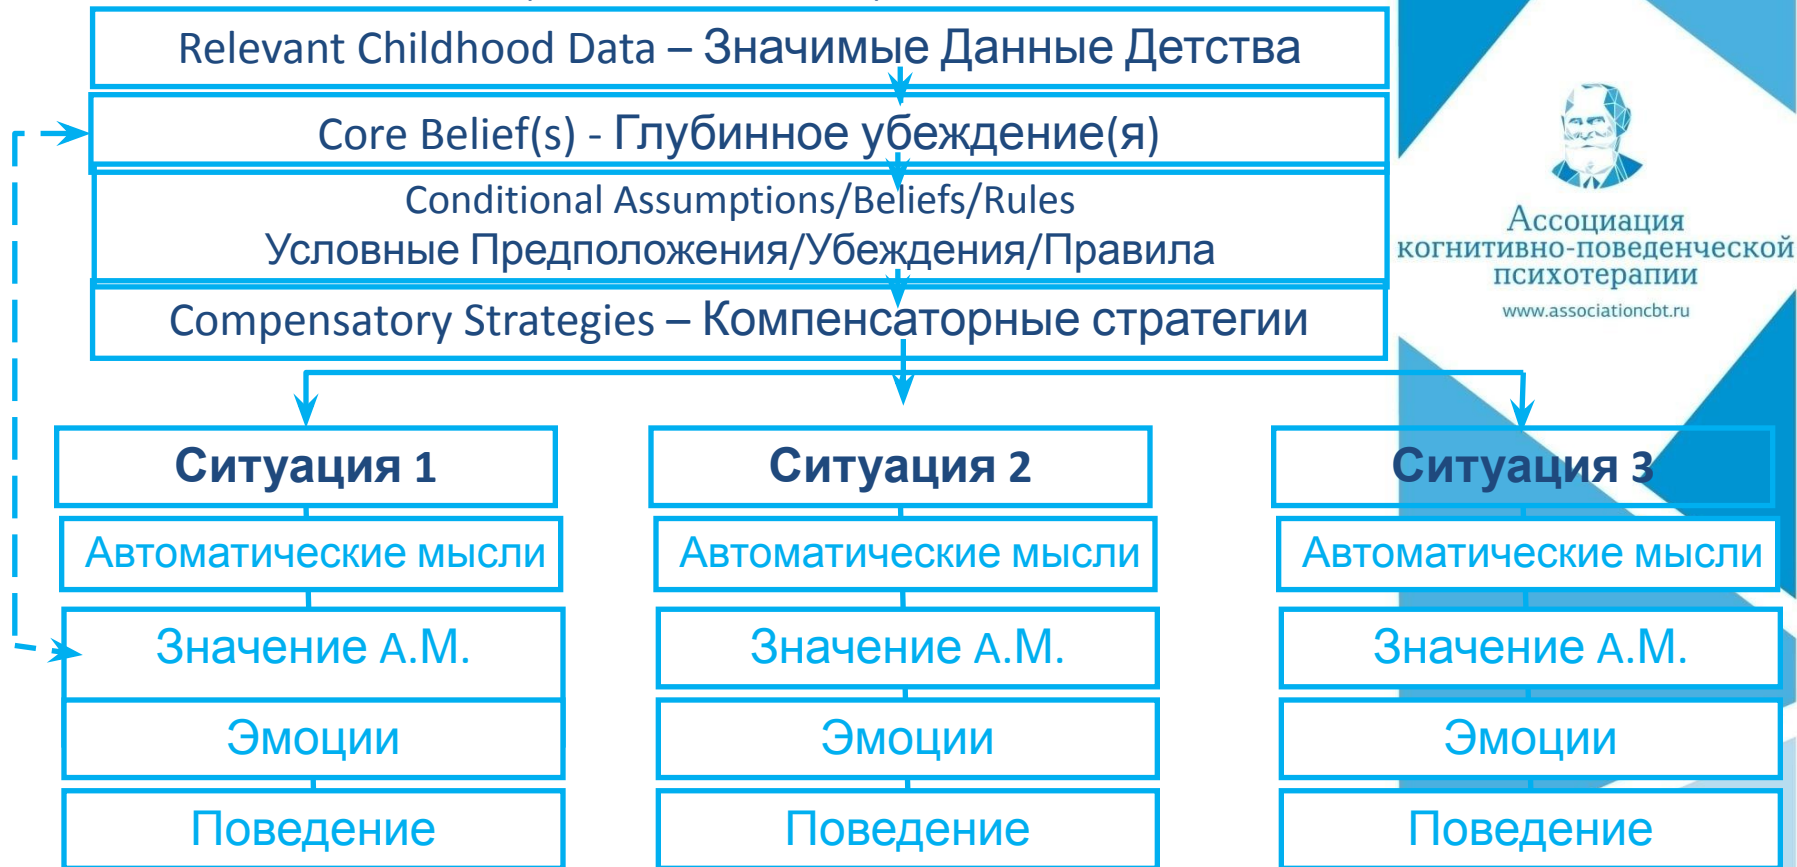 Relevant Childhood Data – Значимые Данные Детства
Core Belief(s) - Глубинное убеждение(я)
Conditional Assumptions/Beliefs/Rules
Условные Предположения/Убеждения/Правила
Compensatory Strategies – Компенсаторные стратегии
Ассоциация
когнитивно-поведенческой
психотерапии
www.associationcbt.ru
Ситуация 1
Ситуация 2
Ситуация 3
Автоматические мысли
Автоматические мысли
Автоматические мысли
Значение А.М.
Значение А.М.
Значение А.М.
Эмоции
Эмоции
Эмоции
Поведение
Поведение
Поведение